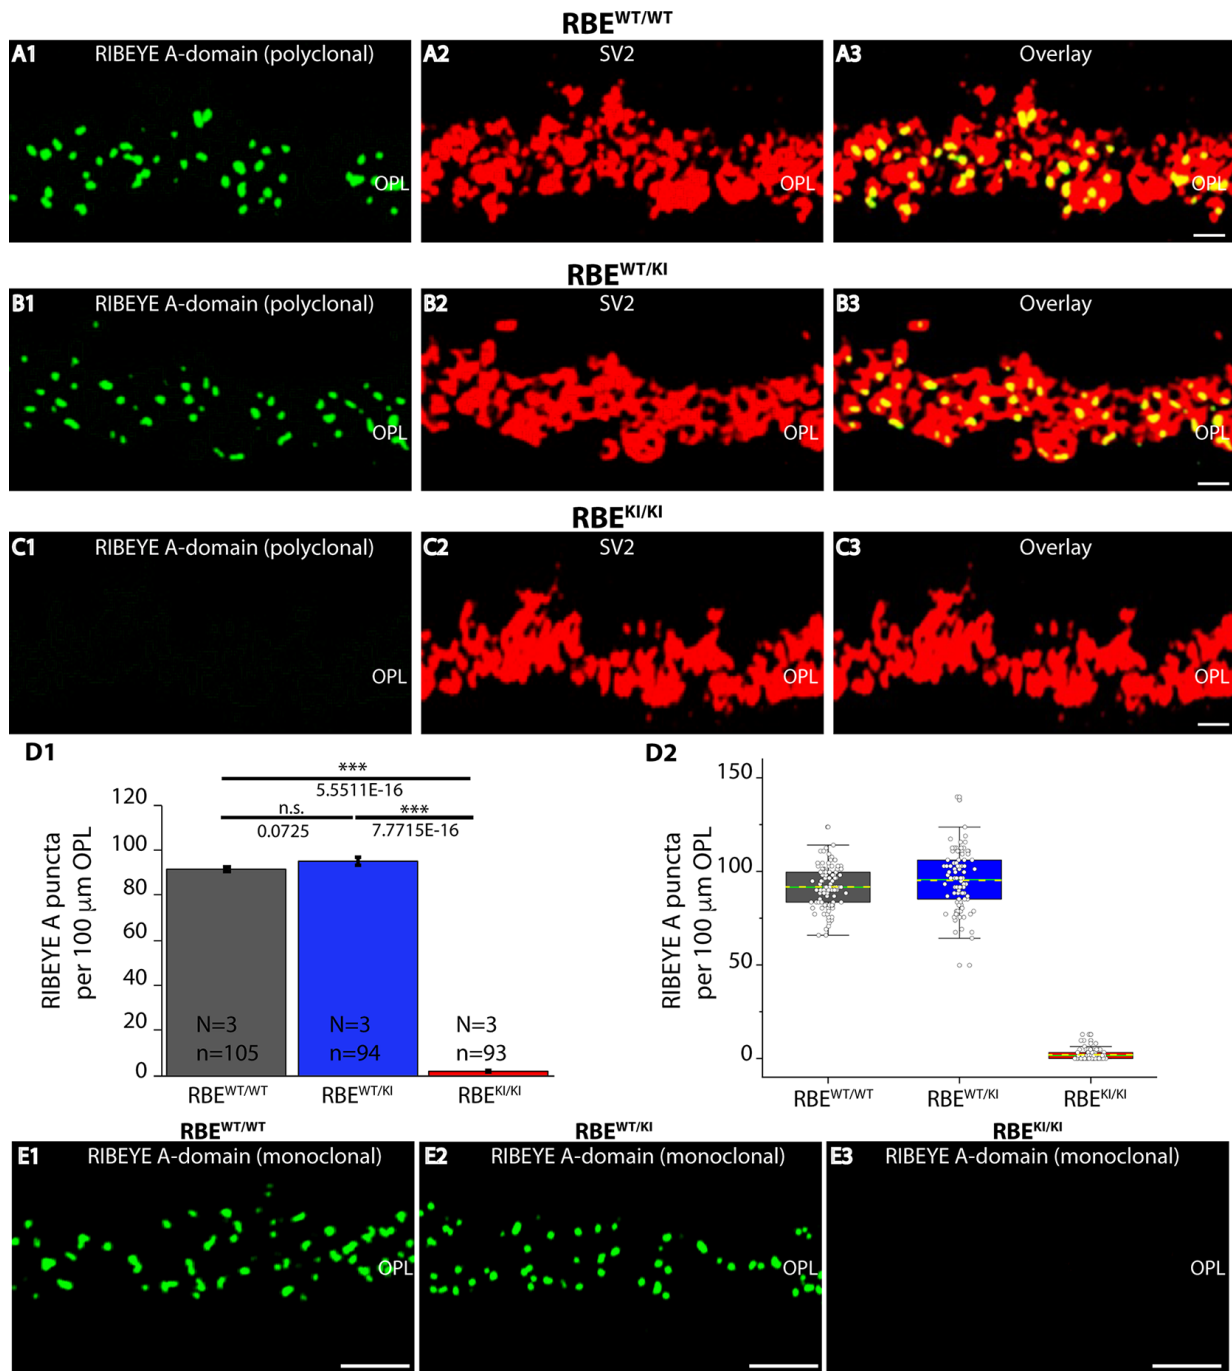 RBE^WT/WT
A1 RIBEYE A-domain (polyclonal)
OPL
A2 SV2
OPL
A3 Overlay
OPL
RBE^WT/KI
B1 RIBEYE A-domain (polyclonal)
OPL
B2 SV2
OPL
B3 Overlay
OPL
RBE^KI/KI
C1 RIBEYE A-domain (polyclonal)
OPL
C2 SV2
OPL
C3 Overlay
OPL
D1
RIBEYE A puncta
per 100 µm OPL
120
100
80
60
40
20
0
***
5.5511E-16
n.s.
0.0725
***
7.7715E-16
N=3
n=105
N=3
n=94
N=3
n=93
RBE^WT/WT
RBE^WT/KI
RBE^KI/KI
D2
RIBEYE A puncta
per 100 µm OPL
150
100
50
0
RBE^WT/WT
RBE^WT/KI
RBE^KI/KI
RBE^WT/WT
E1 RIBEYE A-domain (monoclonal)
OPL
RBE^WT/KI
E2 RIBEYE A-domain (monoclonal)
OPL
RBE^KI/KI
E3 RIBEYE A-domain (monoclonal)
OPL